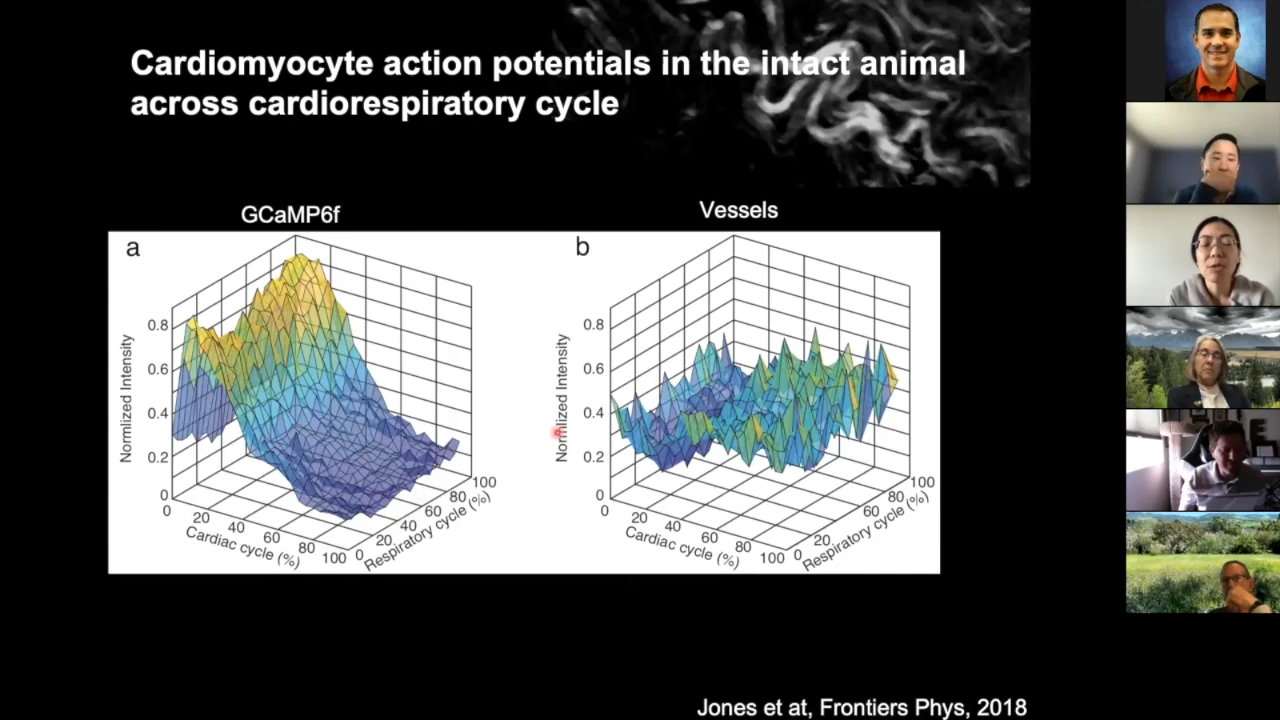 Cardiomyocyte action potentials in the intact animal
across cardiorespiratory cycle
GCaMP6f
Vessels
a
Normlized Intensity
0.8
0.6
0.4
0.2
0
0
20
40
60
80
100
Cardiac cycle (%)
0
20
40
60
80
100
Respiratory cycle (%)
b
Normlized Intensity
0.8
0.6
0.4
0.2
0
0
20
40
60
80
100
Cardiac cycle (%)
0
20
60
100
Respiratory cycle (%)
Jones et at, Frontiers Phys, 2018